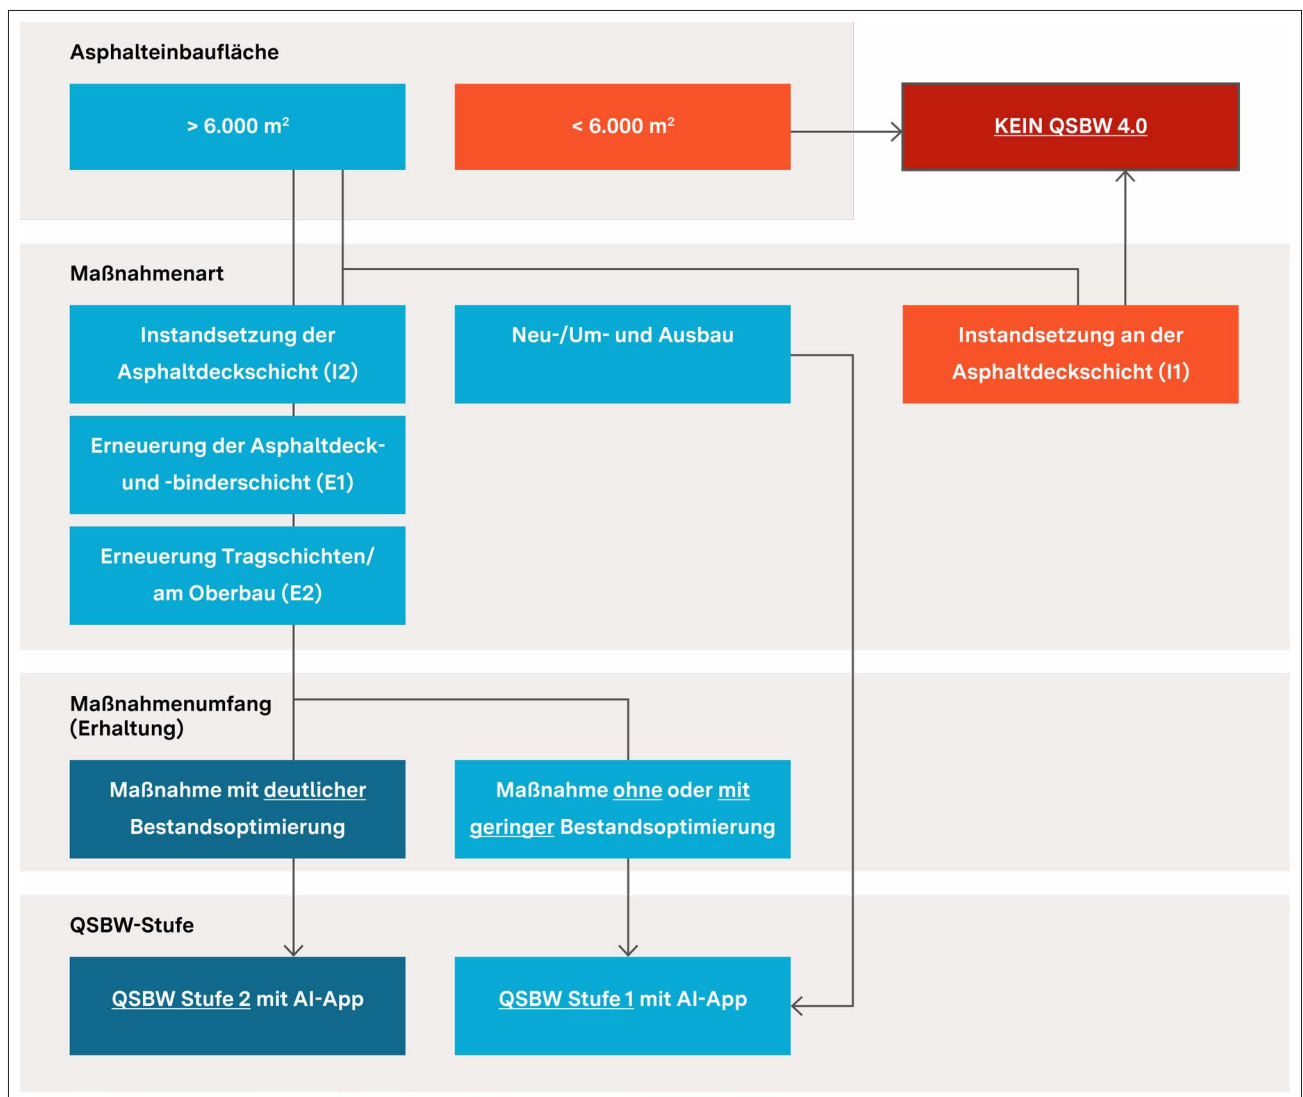 Asphalteinbaufläche
> 6.000 m²
< 6.000 m²
KEIN QSBW 4.0
Maßnahmenart
Instandsetzung der
Asphaltdeckschicht (I2)
Neu-/Um- und Ausbau
Instandsetzung an der
Asphaltdeckschicht (I1)
Erneuerung der Asphaltdeck-
und -binderschicht (E1)
Erneuerung Tragschichten/
am Oberbau (E2)
Maßnahmenumfang
(Erhaltung)
Maßnahme mit deutlicher
Bestandsoptimierung
Maßnahme ohne oder mit
geringer Bestandsoptimierung
QSBW-Stufe
QSBW Stufe 2 mit AI-App
QSBW Stufe 1 mit AI-App